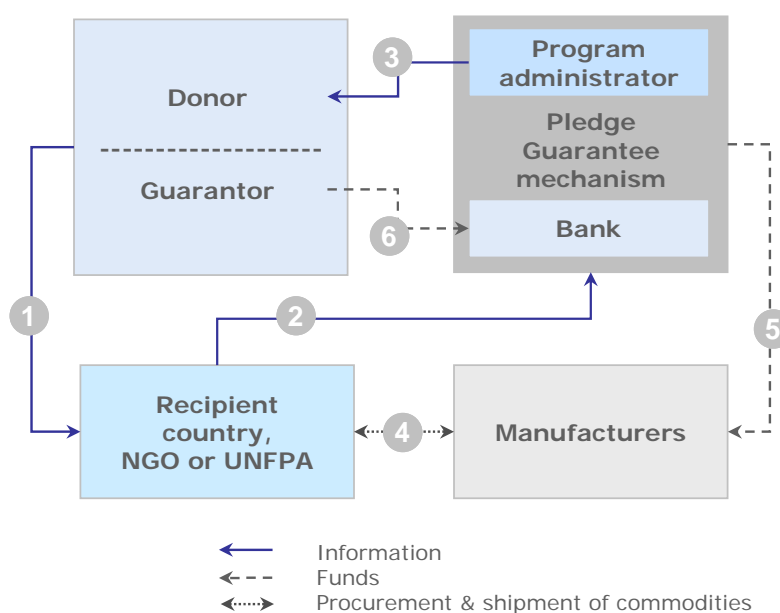 Donor
Guarantor
3
Program
administrator
Pledge
Guarantee
mechanism
Bank
6
1
2
5
Recipient
country,
NGO or UNFPA
4
Manufacturers
Information
Funds
Procurement & shipment of commodities